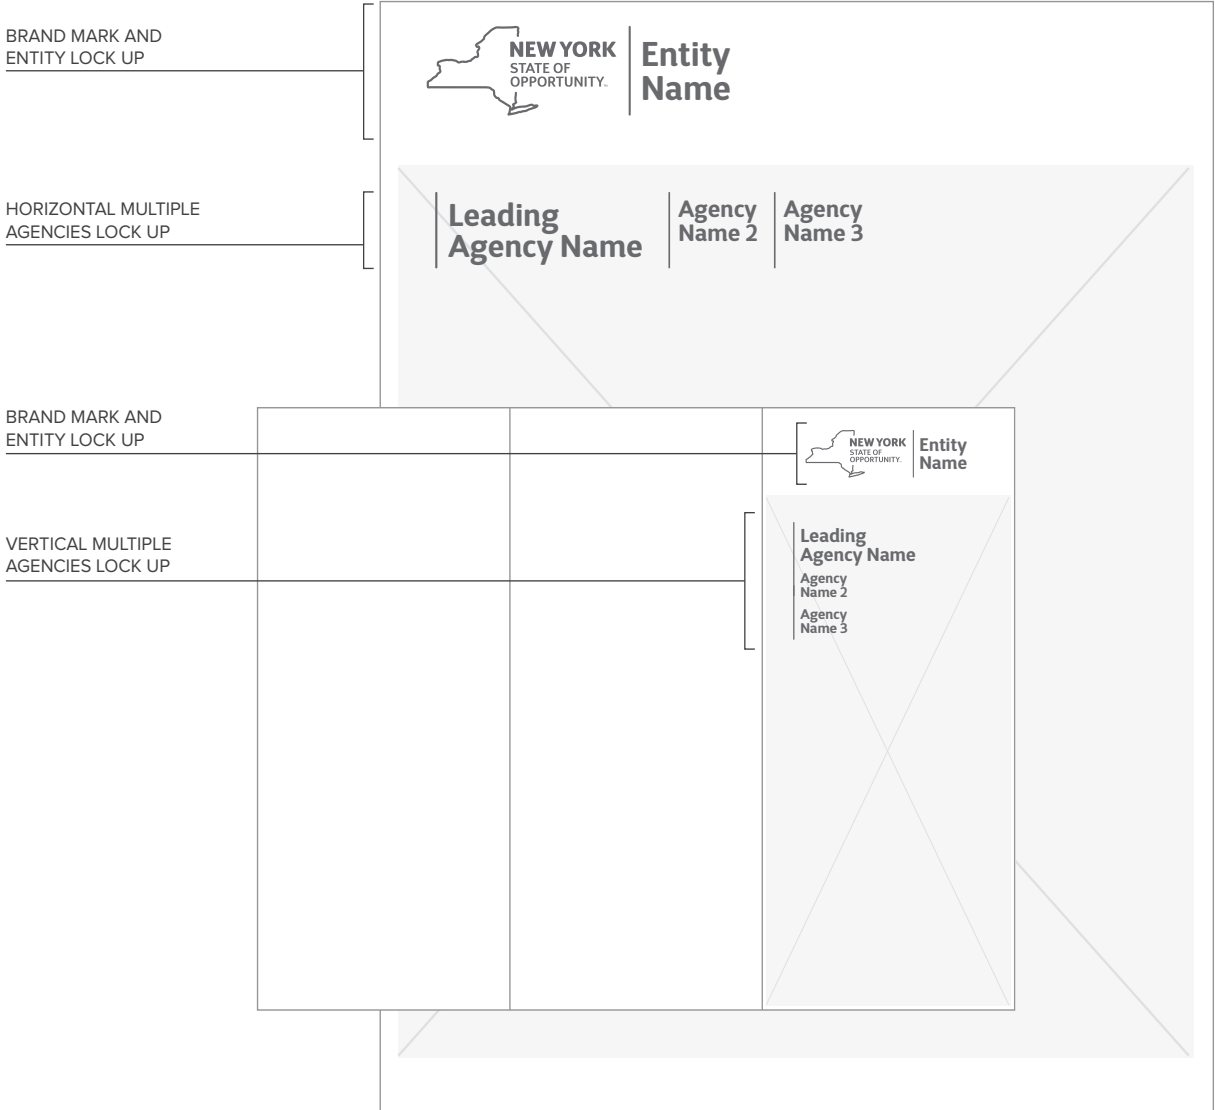 BRAND MARK AND
ENTITY LOCK UP
NEW YORK
STATE OF
OPPORTUNITY™
Entity
Name
HORIZONTAL MULTIPLE
AGENCIES LOCK UP
Leading
Agency Name
Agency
Name 2
Agency
Name 3
BRAND MARK AND
ENTITY LOCK UP
NEW YORK
STATE OF
OPPORTUNITY™
Entity
Name
VERTICAL MULTIPLE
AGENCIES LOCK UP
Leading
Agency Name
Agency
Name 2
Agency
Name 3